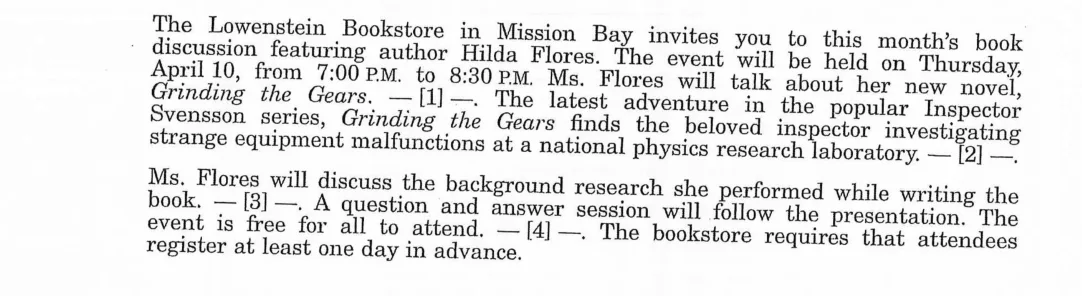 The Lowenstein Bookstore in Mission Bay invites you to this month's book
discussion featuring author Hilda Flores. The event will be held on Thursday,
April 10, from 7:00 P.M. to 8:30 P.M. Ms. Flores will talk about her new novel,
Grinding the Gears. — [1] —. The latest adventure in the popular Inspector
Svensson series, Grinding the Gears finds the beloved inspector investigating
strange equipment malfunctions at a national physics research laboratory. — [2] —.
Ms. Flores will discuss the background research she performed while writing the
book. — [3] —. A question and answer session will follow the presentation. The
event is free for all to attend. — [4] —. The bookstore requires that attendees
register at least one day in advance.